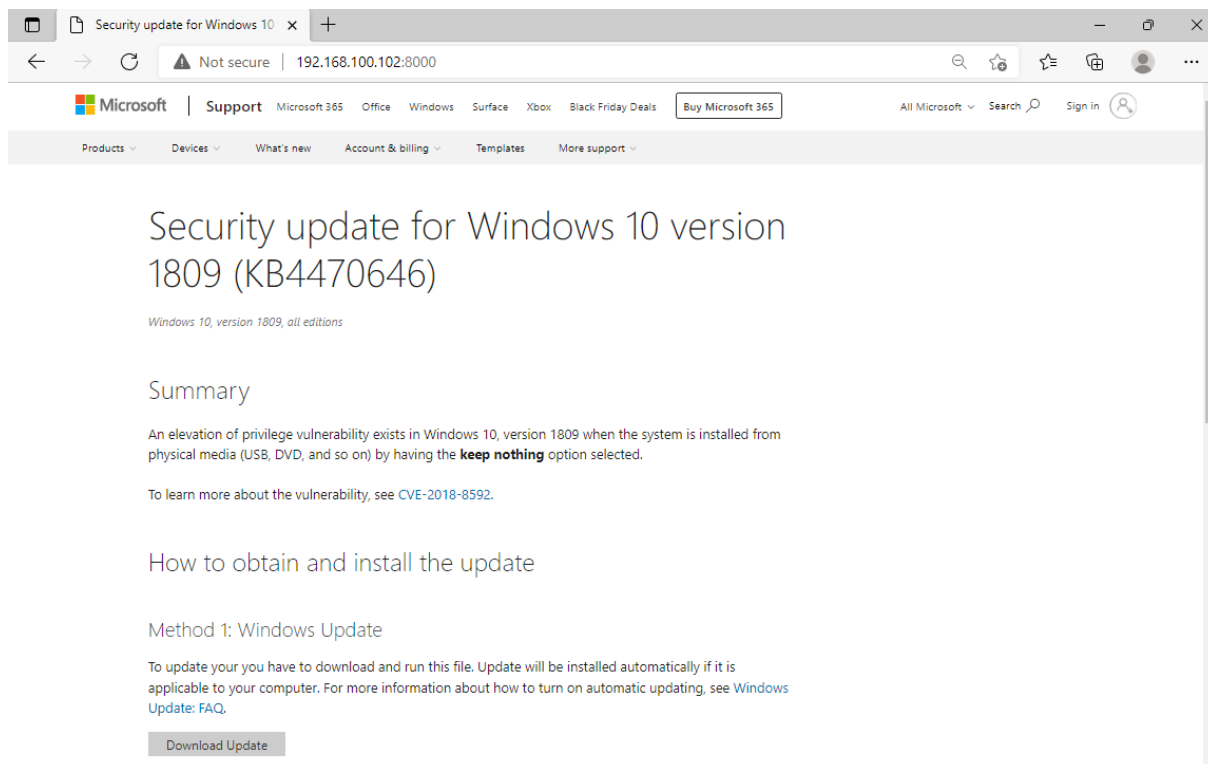 Security update for Windows 10
Not secure | 192.168.100.102:8000
Microsoft | Support Microsoft 365 Office Windows Surface Xbox Black Friday Deals Buy Microsoft 365 All Microsoft Search Sign in
Products Devices What's new Account & billing Templates More support
Security update for Windows 10 version
1809 (KB4470646)
Windows 10, version 1809, all editions
Summary
An elevation of privilege vulnerability exists in Windows 10, version 1809 when the system is installed from
physical media (USB, DVD, and so on) by having the keep nothing option selected.
To learn more about the vulnerability, see CVE-2018-8592.
How to obtain and install the update
Method 1: Windows Update
To update your you have to download and run this file. Update will be installed automatically if it is
applicable to your computer. For more information about how to turn on automatic updating, see Windows
Update: FAQ.
Download Update